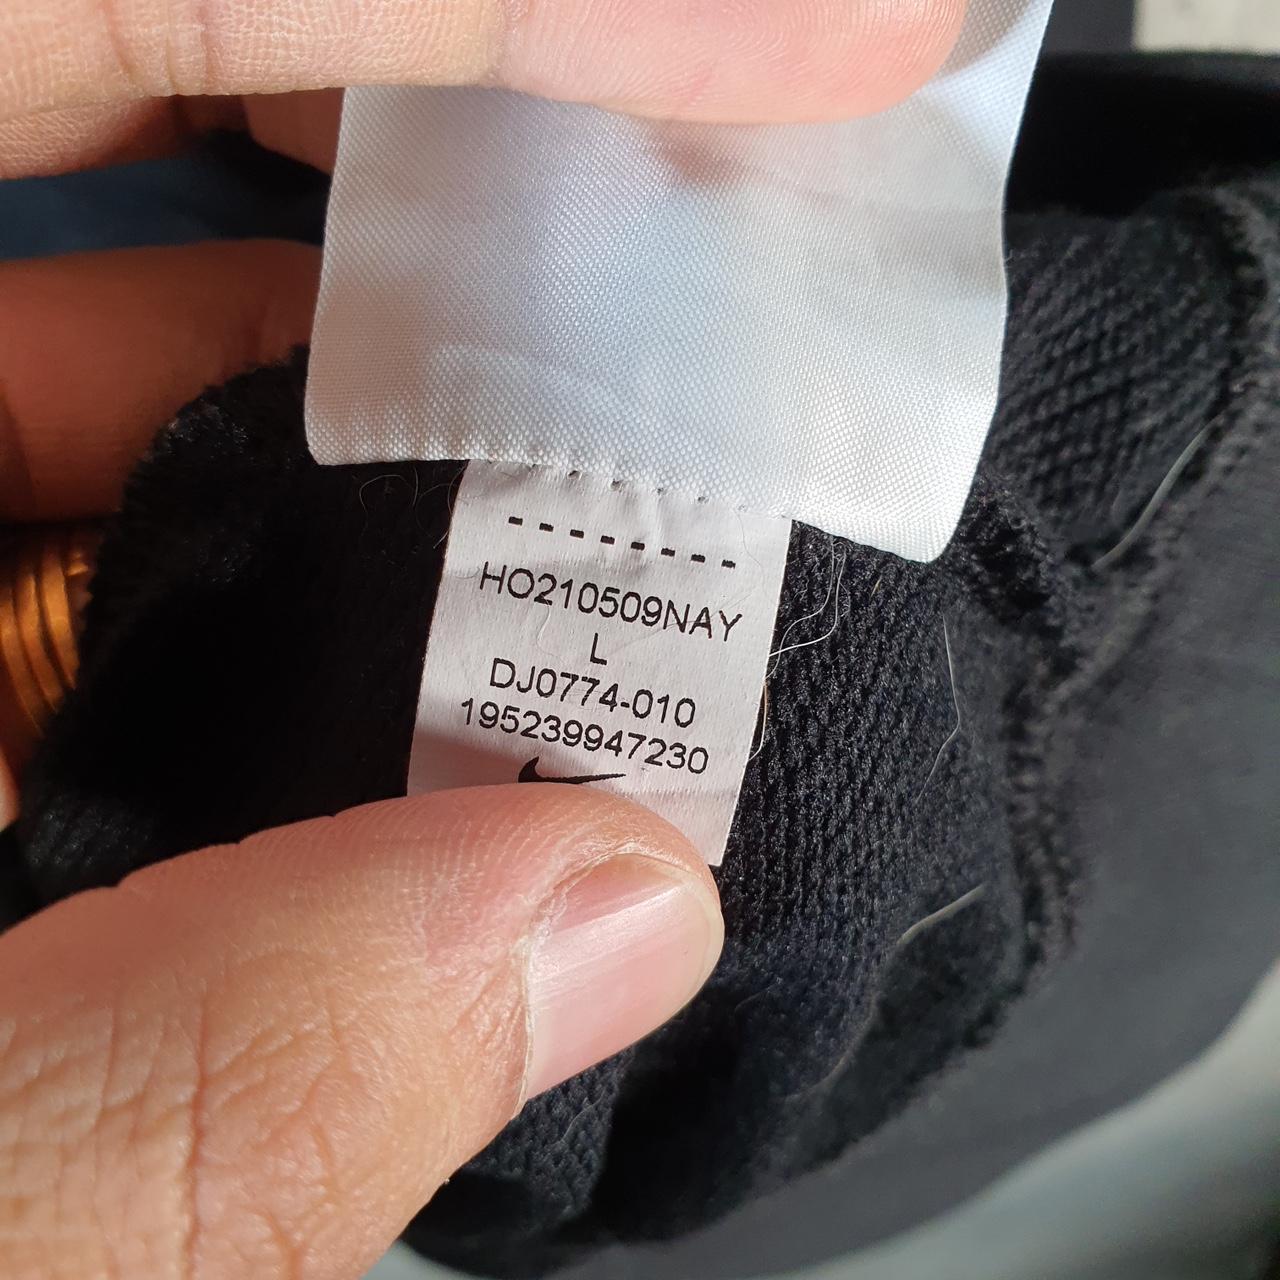 --------
HO210509NAY
L
DJ0774-010
195239947230